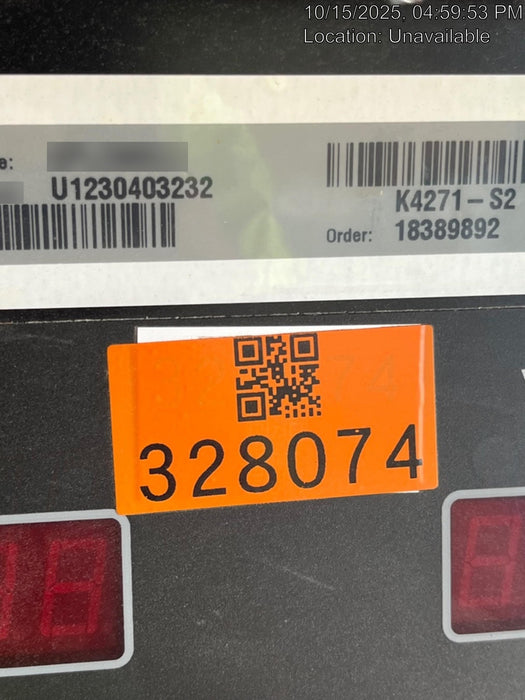 10/15/2025, 04:59:53 PM
Location: Unavailable
U1230403232
K4271-S2
Order: 18389892
328074